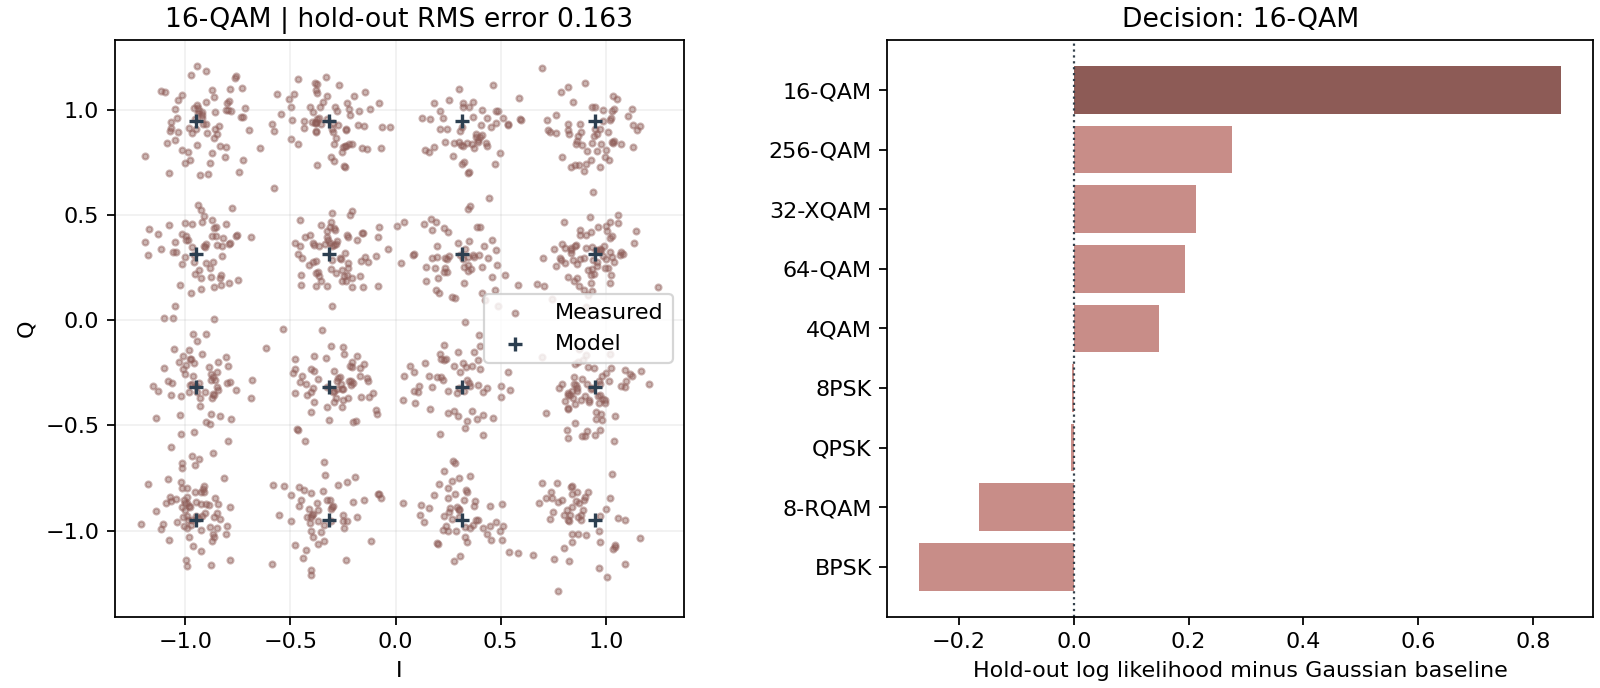 16-QAM | hold-out RMS error 0.163
1.0
0.5
0.0
−0.5
−1.0
Q
−1.0
−0.5
0.0
0.5
1.0
I
Measured
Model
Decision: 16-QAM
16-QAM
256-QAM
32-XQAM
64-QAM
4QAM
8PSK
QPSK
8-RQAM
BPSK
−0.2
0.0
0.2
0.4
0.6
0.8
Hold-out log likelihood minus Gaussian baseline